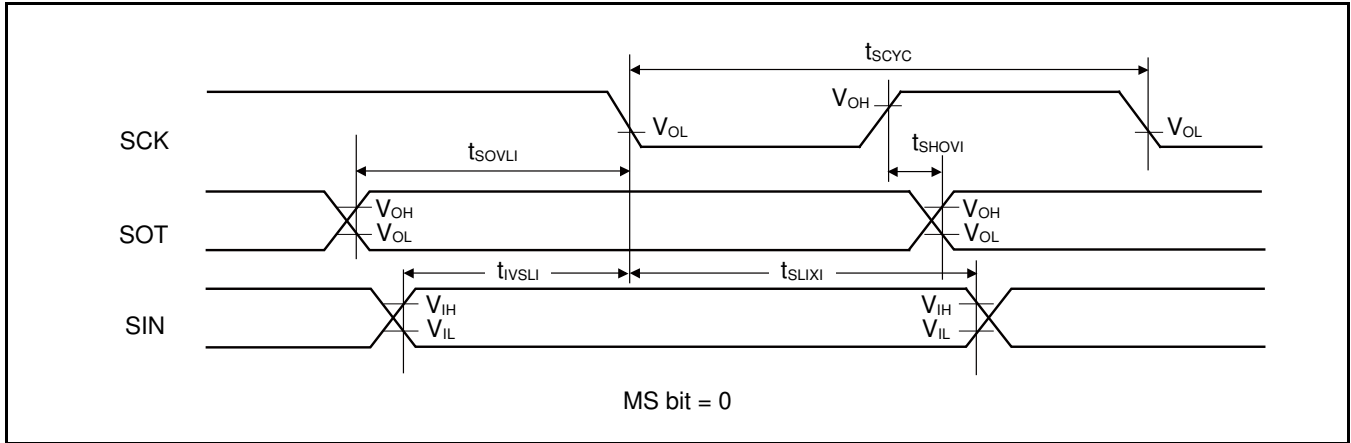 tSCYC
VOH
SCK
VOL
VOL
tSOVLI
tSHOVI
SOT
VOH
VOL
VOH
VOL
tIVSLI
tSLIXI
SIN
VIH
VIL
VIH
VIL
MS bit = 0